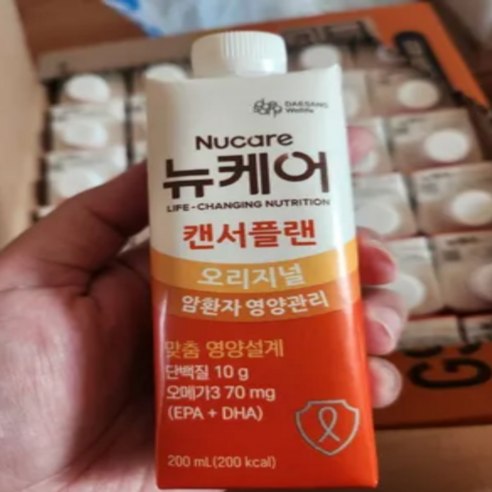 DAESANG
Wellife
Nucare
뉴케어
LIFE-CHANGING NUTRITION
캔서플랜
오리지널
암환자 영양관리
맞춤 영양설계
단백질 10 g
오메가3 70 mg
(EPA + DHA)
200 mL(200 kcal)
GS